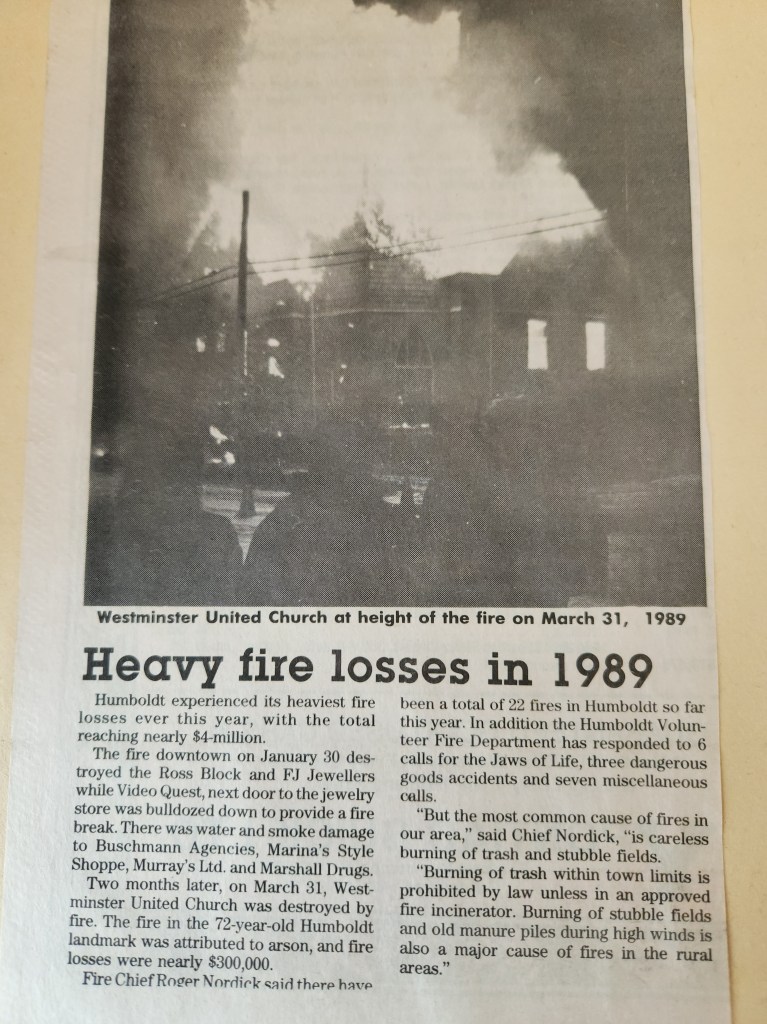 Westminster United Church at height of the fire on March 31, 1989
Heavy fire losses in 1989
Humboldt experienced its heaviest fire
losses ever this year, with the total
reaching nearly $4-million.
The fire downtown on January 30 des-
troyed the Ross Block and FJ Jewellers
while Video Quest, next door to the jewelry
store was bulldozed down to provide a fire
break. There was water and smoke damage
to Buschmann Agencies, Marina's Style
Shoppe, Murray's Ltd. and Marshall Drugs.
Two months later, on March 31, West-
minster United Church was destroyed by
fire. The fire in the 72-year-old Humboldt
landmark was attributed to arson, and fire
losses were nearly $300,000.
Fire Chief Roger Nordick said there have
been a total of 22 fires in Humboldt so far
this year. In addition the Humboldt Volun-
teer Fire Department has responded to 6
calls for the Jaws of Life, three dangerous
goods accidents and seven miscellaneous
calls.
"But the most common cause of fires in
our area," said Chief Nordick, "is careless
burning of trash and stubble fields.
"Burning of trash within town limits is
prohibited by law unless in an approved
fire incinerator. Burning of stubble fields
and old manure piles during high winds is
also a major cause of fires in the rural
areas."